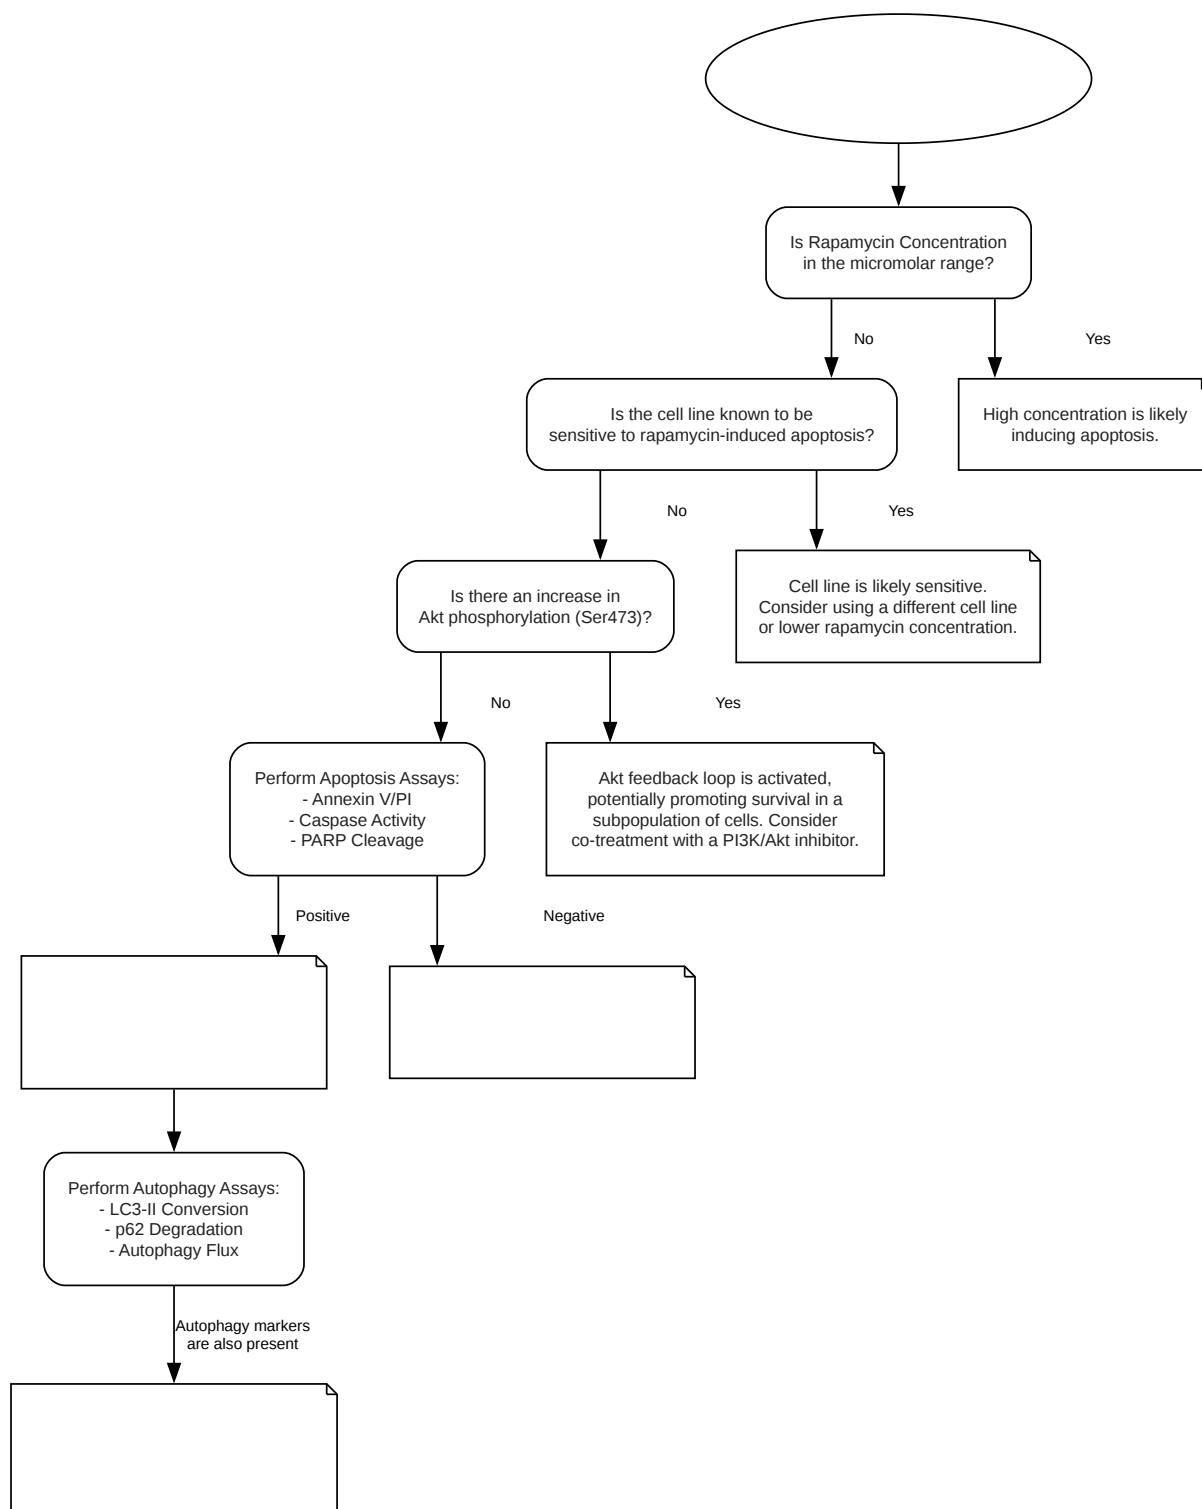 Is Rapamycin Concentration
in the micromolar range?
No
Yes
Is the cell line known to be
sensitive to rapamycin-induced apoptosis?
High concentration is likely
inducing apoptosis.
No
Yes
Is there an increase in
Akt phosphorylation (Ser473)?
Cell line is likely sensitive.
Consider using a different cell line
or lower rapamycin concentration.
No
Yes
Perform Apoptosis Assays:
- Annexin V/PI
- Caspase Activity
- PARP Cleavage
Akt feedback loop is activated,
potentially promoting survival in a
subpopulation of cells. Consider
co-treatment with a PI3K/Akt inhibitor.
Positive
Negative
Perform Autophagy Assays:
- LC3-II Conversion
- p62 Degradation
- Autophagy Flux
Autophagy markers
are also present